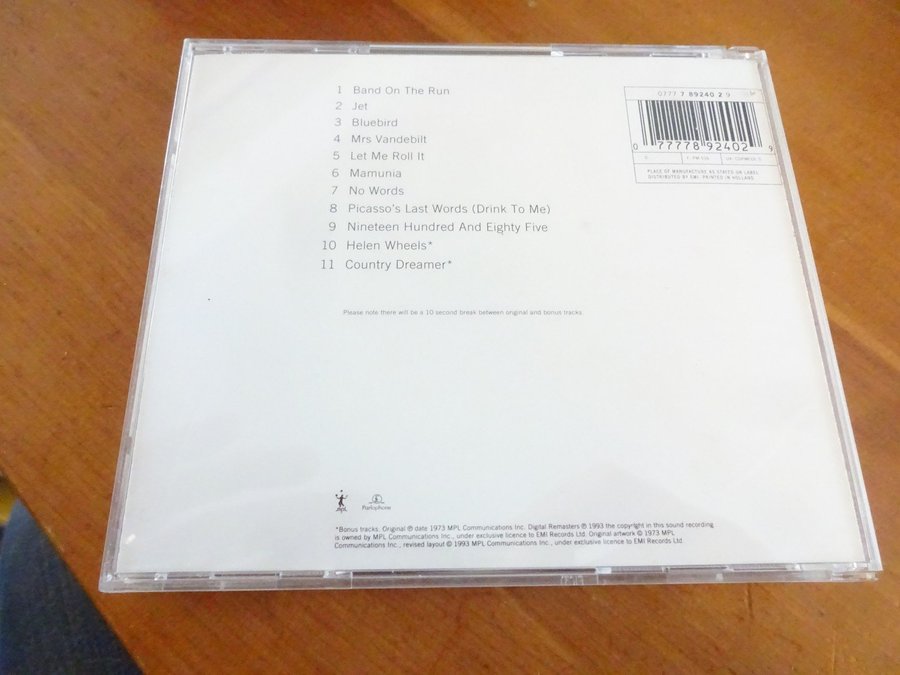 1 Band On The Run
2 Jet
3 Bluebird
4 Mrs Vandebilt
5 Let Me Roll It
6 Mamunia
7 No Words
8 Picasso's Last Words (Drink To Me)
9 Nineteen Hundred And Eighty Five
10 Helen Wheels*
11 Country Dreamer*
Please note there will be a 10 second break between original and bonus tracks.
0777 7 89240 2 9
0 77778 92402 9
PLACE OF MANUFACTURE AS STATED ON LABEL
DISTRIBUTED BY EMI. PRINTED IN HOLLAND
MPL
Parlophone
*Bonus tracks. Original ℗ date 1973 MPL Communications Inc. Digital Remasters ℗ 1993 the copyright in this sound recording
is owned by MPL Communications Inc., under exclusive licence to EMI Records Ltd. Original artwork © 1973 MPL
Communications Inc., revised layout © 1993 MPL Communications Inc., under exclusive licence to EMI Records Ltd